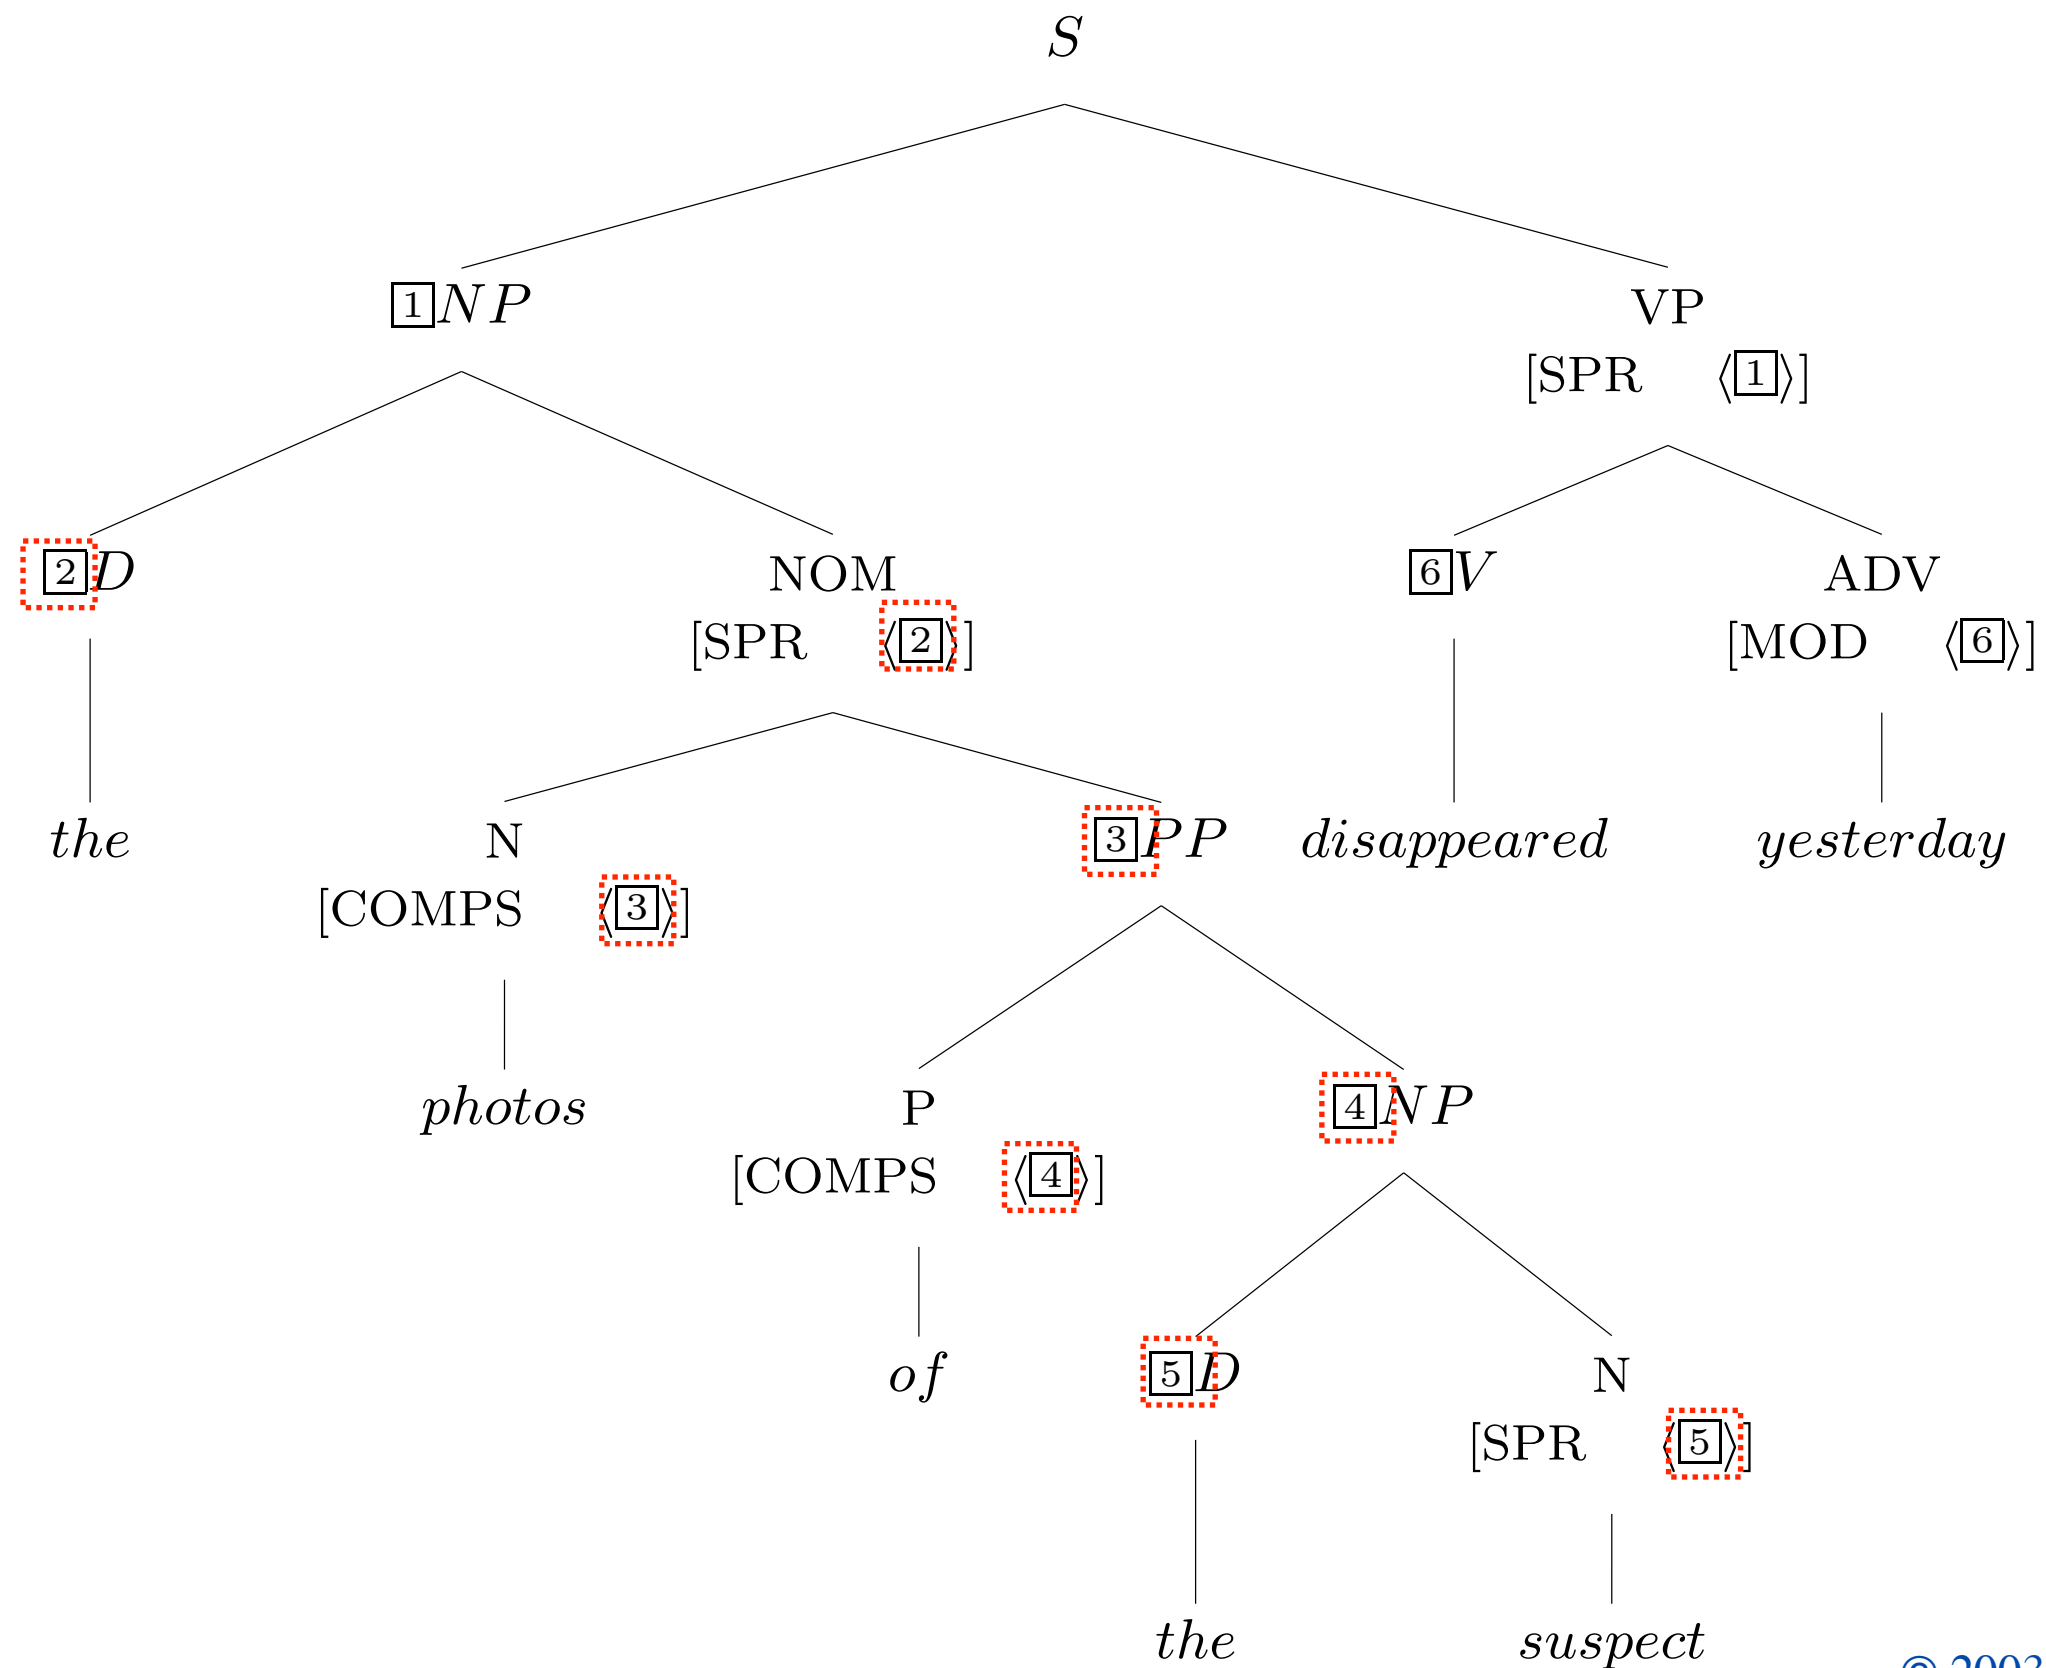 S
1 NP VP
[SPR ⟨1⟩]
2 D NOM 6 V ADV
[SPR ⟨2⟩] [MOD ⟨6⟩]
the N 3 PP disappeared yesterday
[COMPS ⟨3⟩]
photos P 4 NP
[COMPS ⟨4⟩]
of 5 D N
[SPR ⟨5⟩]
the suspect
© 2003